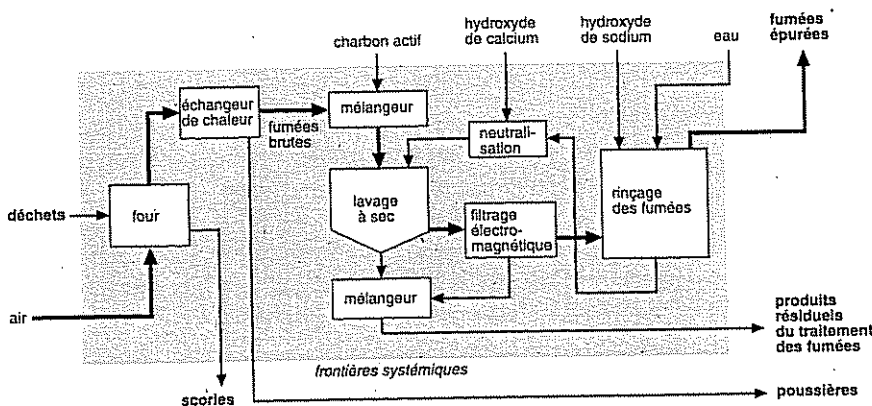 charbon actif
hydroxyde
de calcium
hydroxyde
de sodium
eau
fumées
épurées
échangeur
de chaleur
fumées
brutes
mélangeur
neutrali-
sation
déchets
four
lavage
à sec
filtrage
électro-
magnétique
rinçage
des fumées
air
mélangeur
produits
résiduels
du traitement
des fumées
frontières systémiques
scories
poussières